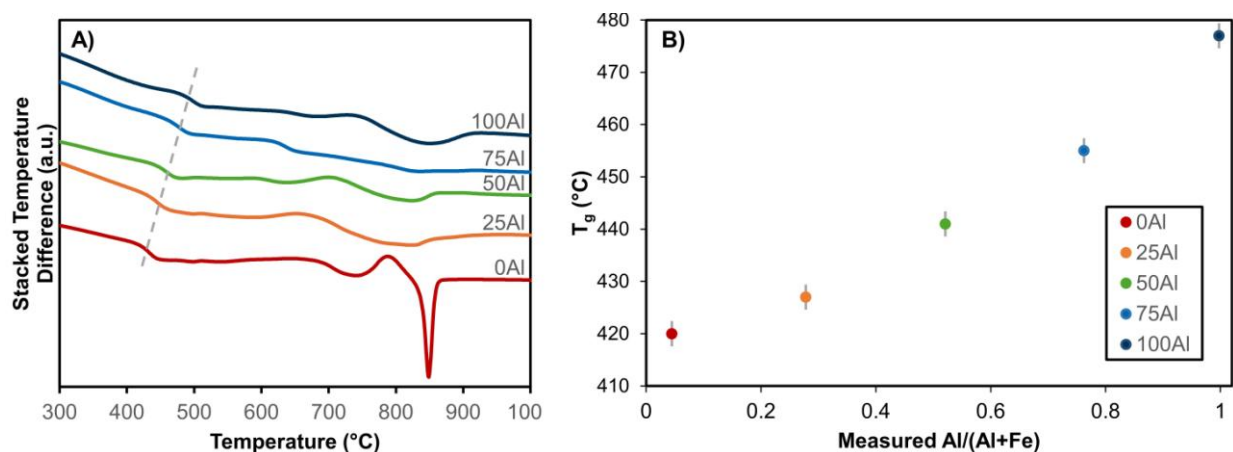 A)
Stacked Temperature
Difference (a.u.)
100Al
75Al
50Al
25Al
0Al
300 400 500 600 700 800 900 1000
Temperature (°C)
B)
T_g (°C)
480
470
460
450
440
430
420
410
0Al
25Al
50Al
75Al
100Al
0 0.2 0.4 0.6 0.8 1
Measured Al/(Al+Fe)